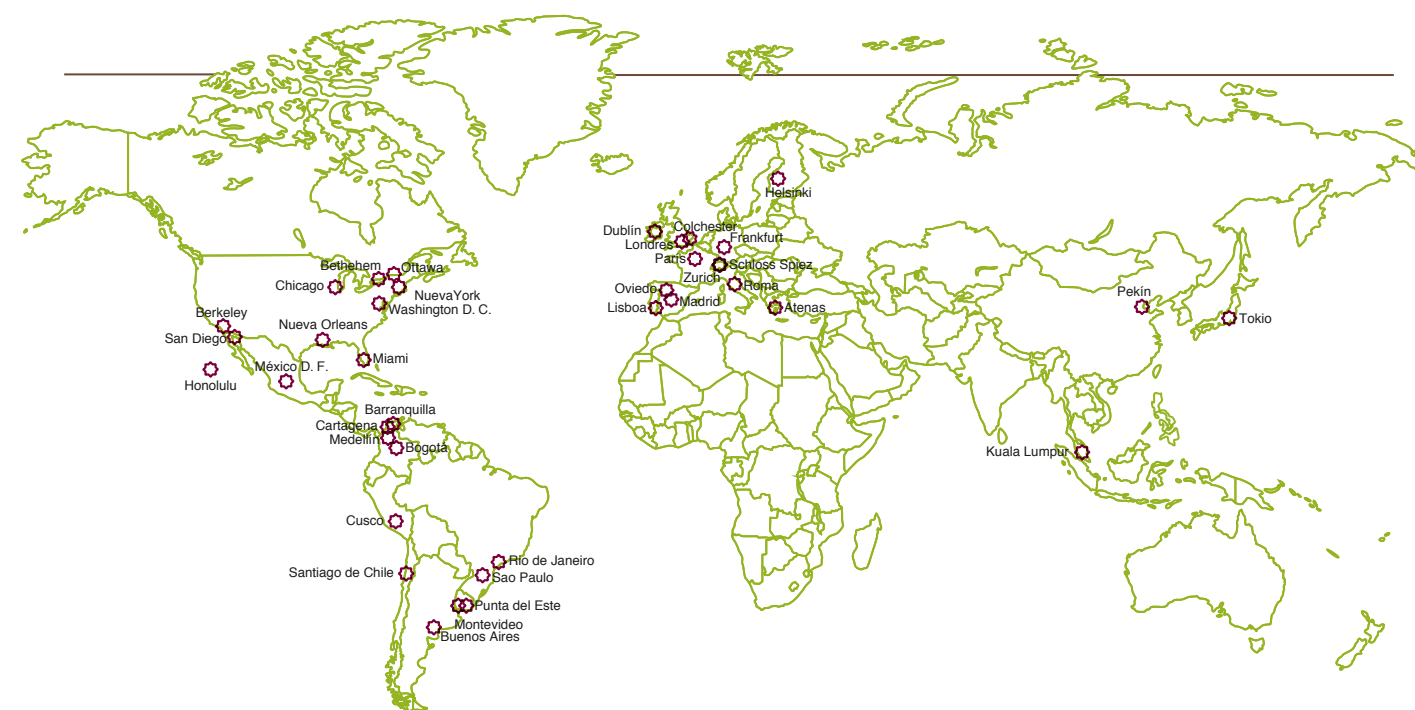 Helsinki
Dublín
Colchester
Londres
Frankfurt
París
Schloss Spiez
Zurich
Bethehem
Ottawa
Chicago
NuevaYork
Washington D. C.
Oviedo
Roma
Madrid
Lisboa
Atenas
Pekín
Tokio
Berkeley
San Diego
Nueva Orleans
Miami
México D. F.
Honolulu
Barranquilla
Cartagena
Medellín
Bogotá
Kuala Lumpur
Cusco
Río de Janeiro
Santiago de Chile
Sao Paulo
Punta del Este
Montevideo
Buenos Aires